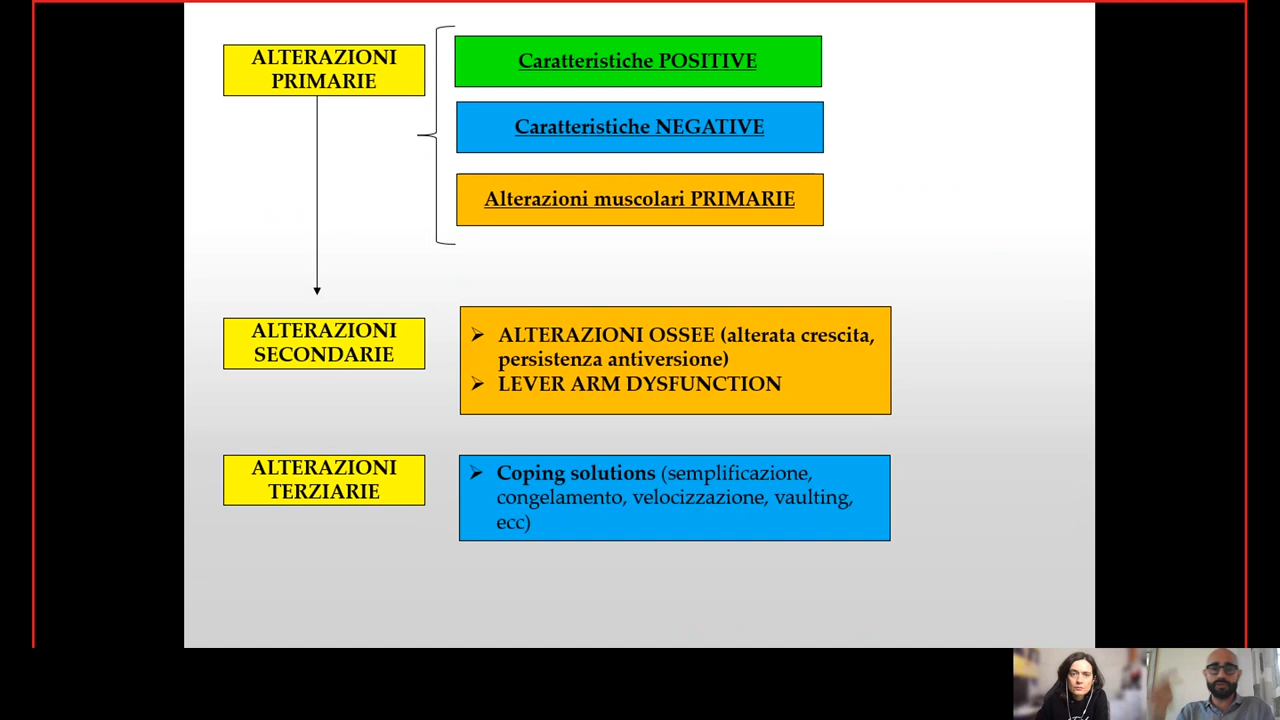 ALTERAZIONI
PRIMARIE
Caratteristiche POSITIVE
Caratteristiche NEGATIVE
Alterazioni muscolari PRIMARIE
ALTERAZIONI
SECONDARIE
➢ ALTERAZIONI OSSEE (alterata crescita,
persistenza antiversione)
➢ LEVER ARM DYSFUNCTION
ALTERAZIONI
TERZIARIE
➢ Coping solutions (semplificazione,
congelamento, velocizzazione, vaulting,
ecc)